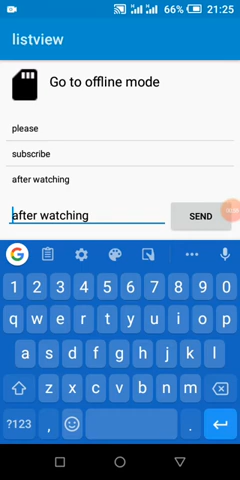 66% 21:25
listview
Go to offline mode
please
subscribe
after watching
after watching
SEND
G
1 2 3 4 5 6 7 8 9 0
q w e r t y u i o p
a s d f g h j k l
z x c v b n m
?123 , .